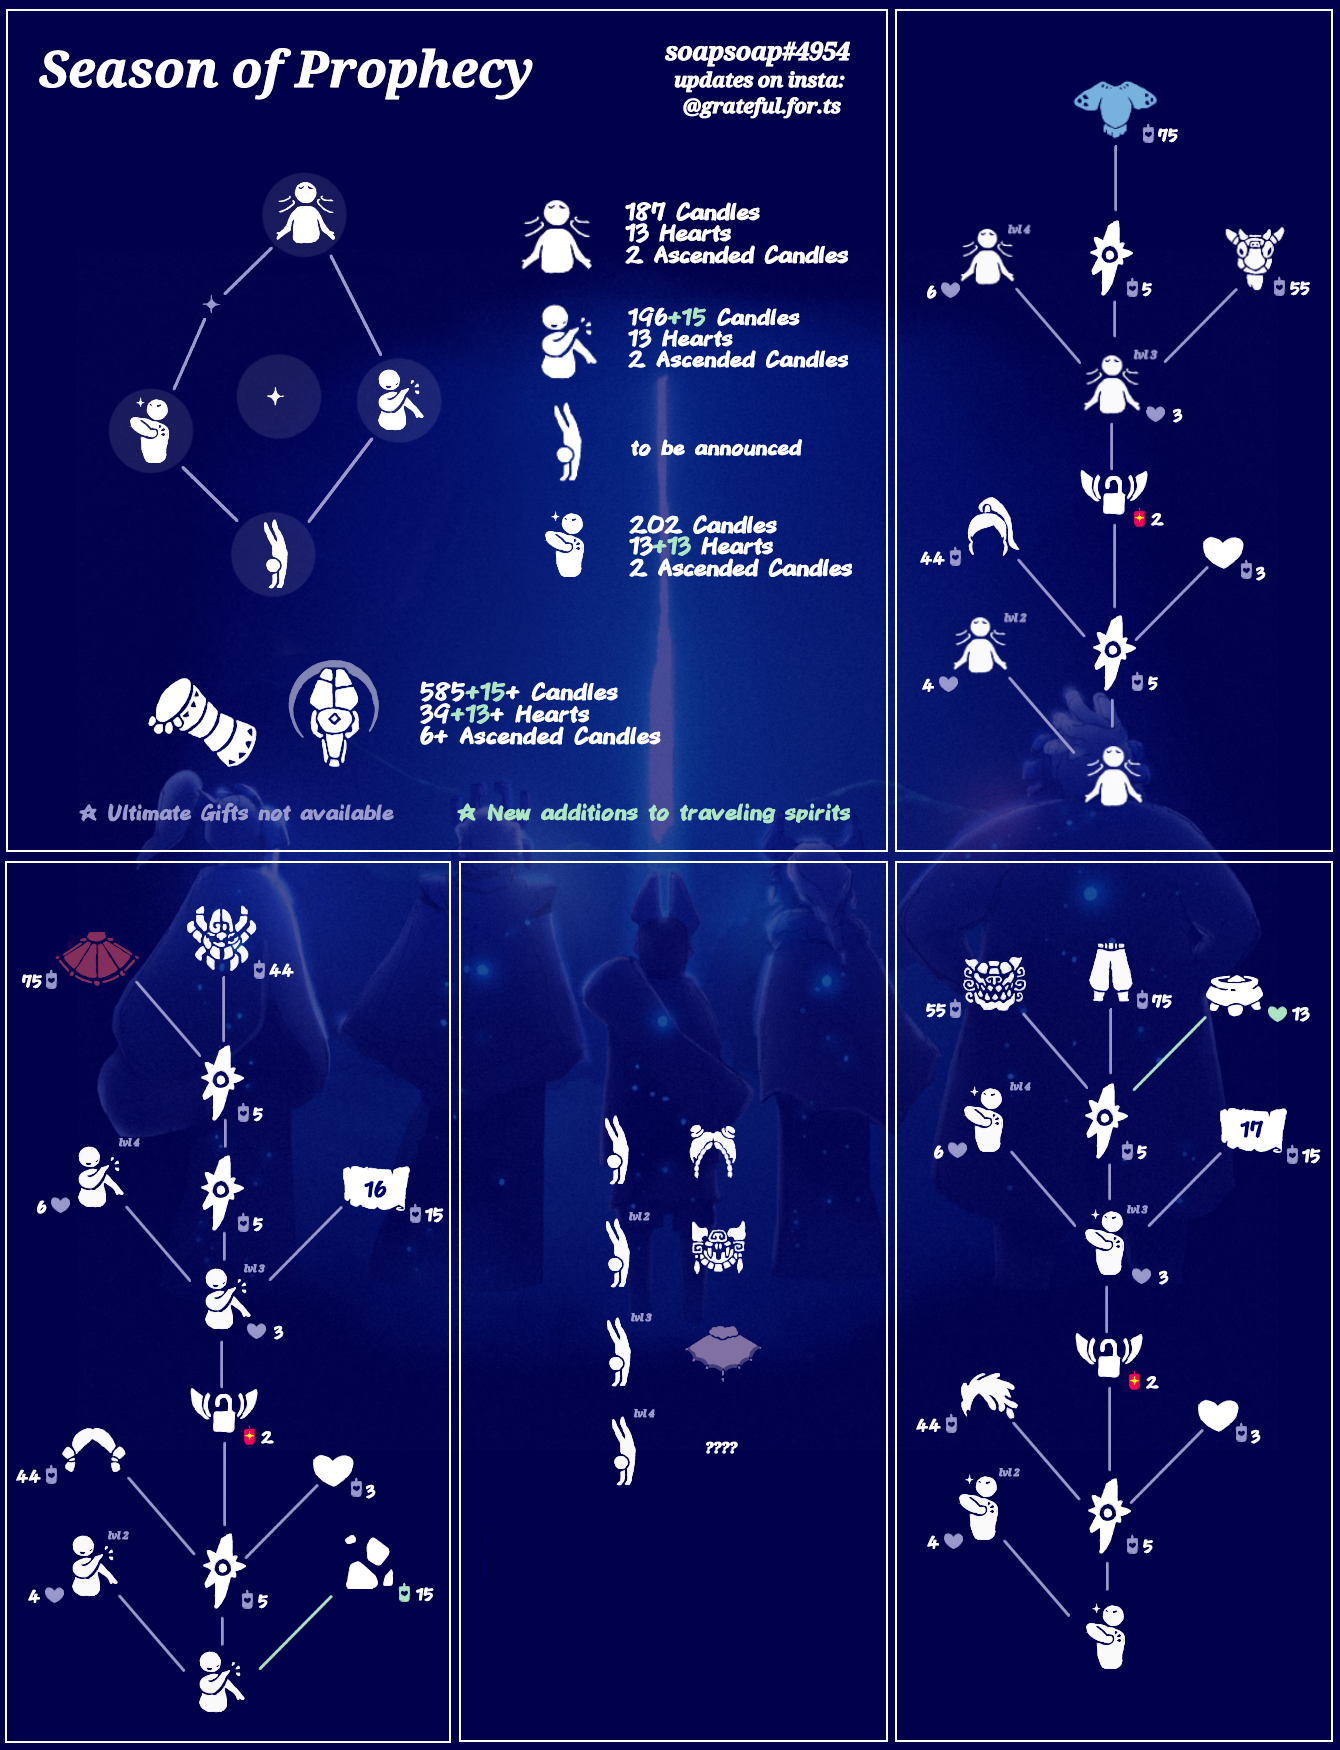 Season of Prophecy
soapsoap#4954
updates on insta:
@grateful.for.ts
187 Candles
13 Hearts
2 Ascended Candles
196+15 Candles
13 Hearts
2 Ascended Candles
to be announced
202 Candles
13+13 Hearts
2 Ascended Candles
585+15+ Candles
39+13+ Hearts
6+ Ascended Candles
☆ Ultimate Gifts not available
☆ New additions to traveling spirits
75
lvl 4
6
5
55
lvl 3
3
2
44
3
lvl 2
4
5
75
44
5
lvl 4
6
5
16
15
lvl 3
3
2
44
3
lvl 2
4
5
15
lvl 2
lvl 3
lvl 4
????
55
75
13
lvl 4
6
5
17
15
lvl 3
3
2
44
3
lvl 2
4
5